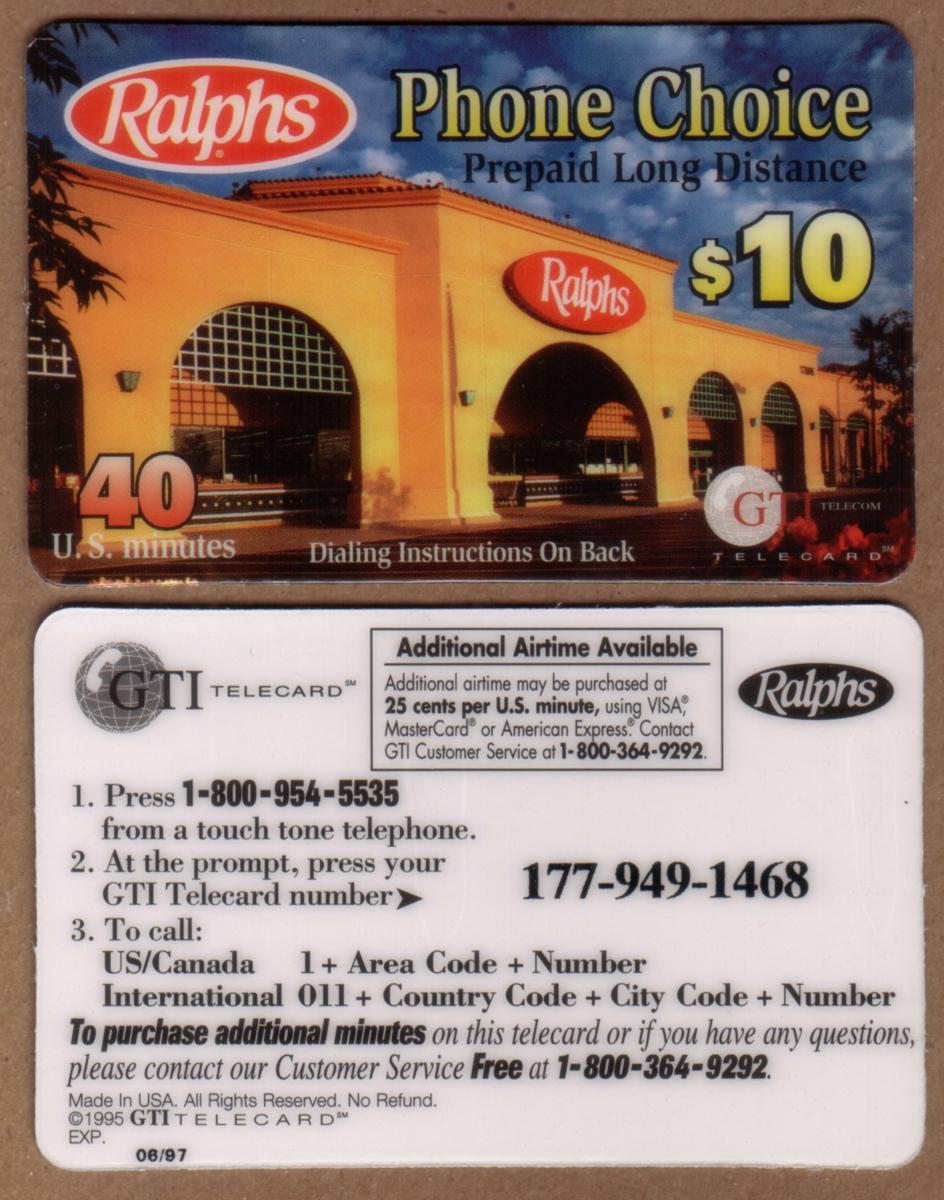 Ralphs®
Phone Choice
Prepaid Long Distance
$10
Ralphs
40
U.S. minutes
Dialing Instructions On Back
GTI TELECOM
TELECARD℠
GTI TELECARD℠
Additional Airtime Available
Additional airtime may be purchased at
25 cents per U.S. minute, using VISA®,
MasterCard® or American Express®. Contact
GTI Customer Service at 1-800-364-9292.
Ralphs
1. Press 1-800-954-5535
from a touch tone telephone.
2. At the prompt, press your
GTI Telecard number➤
177-949-1468
3. To call:
US/Canada 1 + Area Code + Number
International 011 + Country Code + City Code + Number
To purchase additional minutes on this telecard or if you have any questions,
please contact our Customer Service Free at 1-800-364-9292.
Made In USA. All Rights Reserved. No Refund.
©1995 GTI TELECARD℠
EXP.
06/97